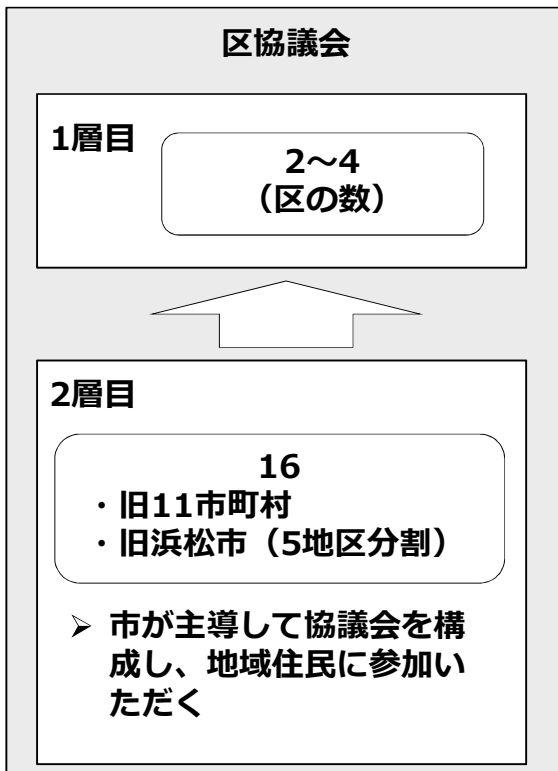 区協議会
1層目
2～4
（区の数）
2層目
16
・旧11市町村
・旧浜松市（5地区分割）
➢ 市が主導して協議会を構
成し、地域住民に参加い
ただく